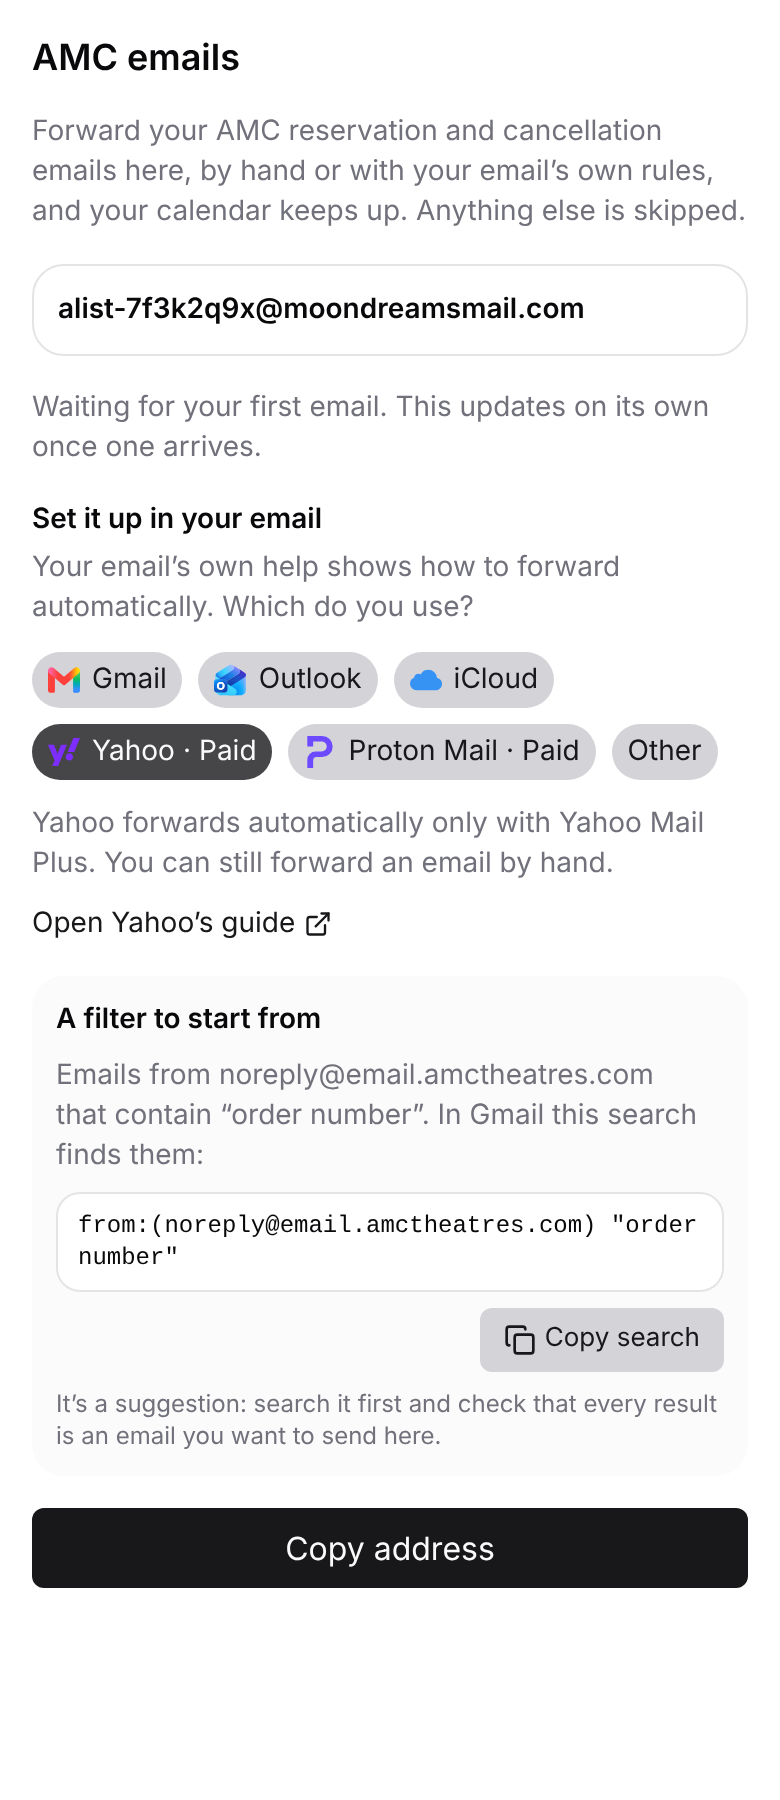 AMC emails
Forward your AMC reservation and cancellation
emails here, by hand or with your email’s own rules,
and your calendar keeps up. Anything else is skipped.
alist-7f3k2q9x@moondreamsmail.com
Waiting for your first email. This updates on its own
once one arrives.
Set it up in your email
Your email’s own help shows how to forward
automatically. Which do you use?
Gmail Outlook iCloud
Yahoo · Paid Proton Mail · Paid Other
Yahoo forwards automatically only with Yahoo Mail
Plus. You can still forward an email by hand.
Open Yahoo’s guide
A filter to start from
Emails from noreply@email.amctheatres.com
that contain “order number”. In Gmail this search
finds them:
from:(noreply@email.amctheatres.com) "order
number"
Copy search
It’s a suggestion: search it first and check that every result
is an email you want to send here.
Copy address